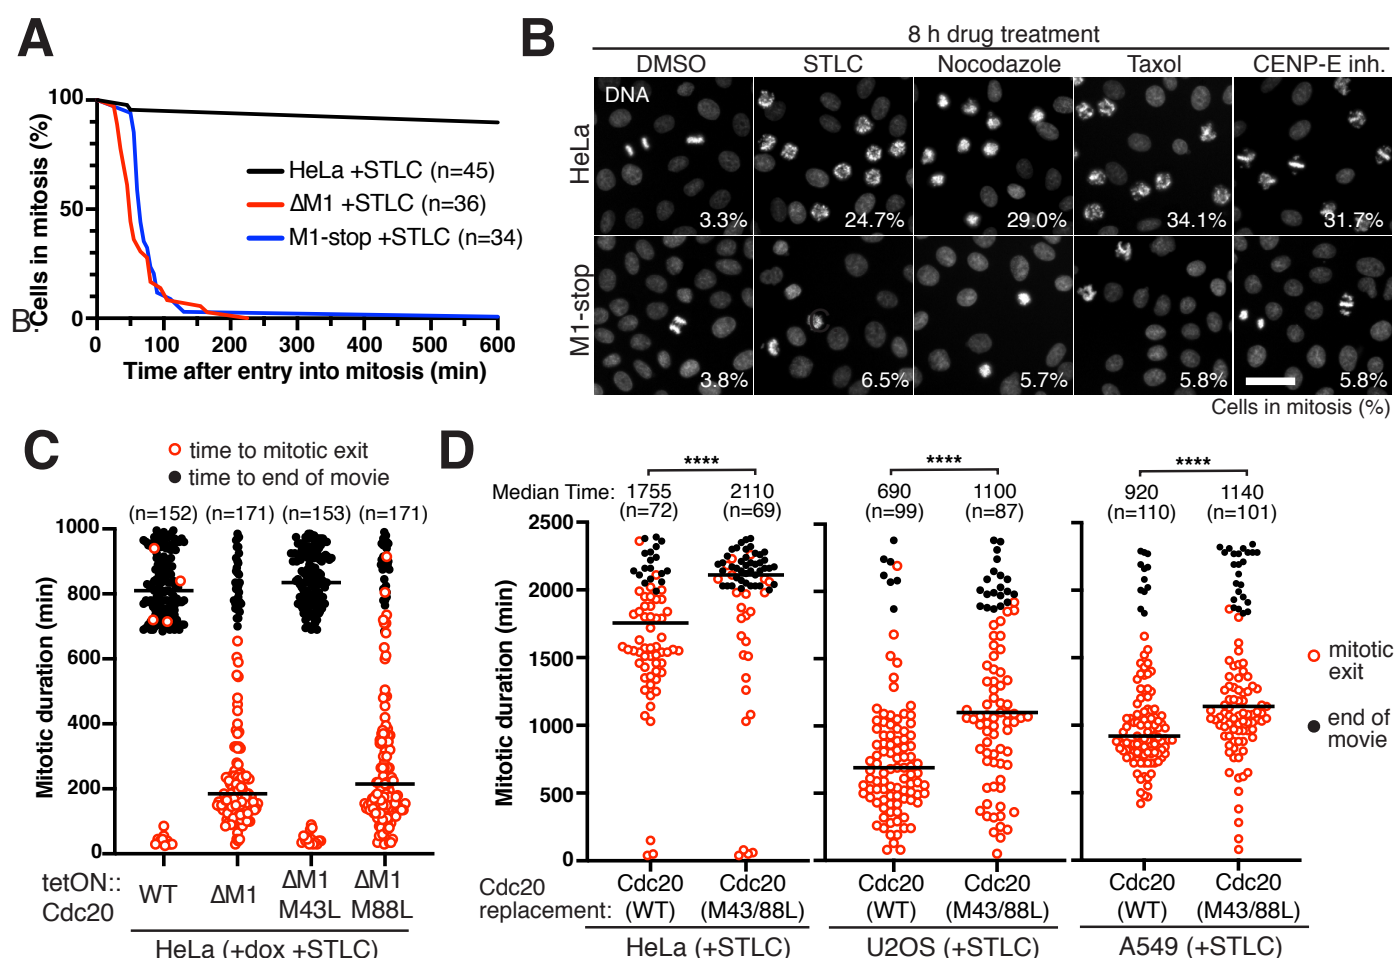 A
100
50
0
Cells in mitosis (%)
B.
HeLa +STLC (n=45)
ΔM1 +STLC (n=36)
M1-stop +STLC (n=34)
0 100 200 300 400 500 600
Time after entry into mitosis (min)
B
8 h drug treatment
DMSO STLC Nocodazole Taxol CENP-E inh.
DNA
HeLa
3.3% 24.7% 29.0% 34.1% 31.7%
M1-stop
3.8% 6.5% 5.7% 5.8% 5.8%
Cells in mitosis (%)
C
time to mitotic exit
time to end of movie
(n=152) (n=171) (n=153) (n=171)
1000
800
600
400
200
0
Mitotic duration (min)
tetON::
Cdc20
WT
ΔM1
ΔM1
M43L
ΔM1
M88L
HeLa (+dox +STLC)
D
**** **** ****
Median Time: 1755 2110 690 1100 920 1140
(n=72) (n=69) (n=99) (n=87) (n=110) (n=101)
2500
2000
1500
1000
500
0
Mitotic duration (min)
mitotic
exit
end of
movie
Cdc20
replacement:
Cdc20
(WT)
Cdc20
(M43/88L)
Cdc20
(WT)
Cdc20
(M43/88L)
Cdc20
(WT)
Cdc20
(M43/88L)
HeLa (+STLC) U2OS (+STLC) A549 (+STLC)